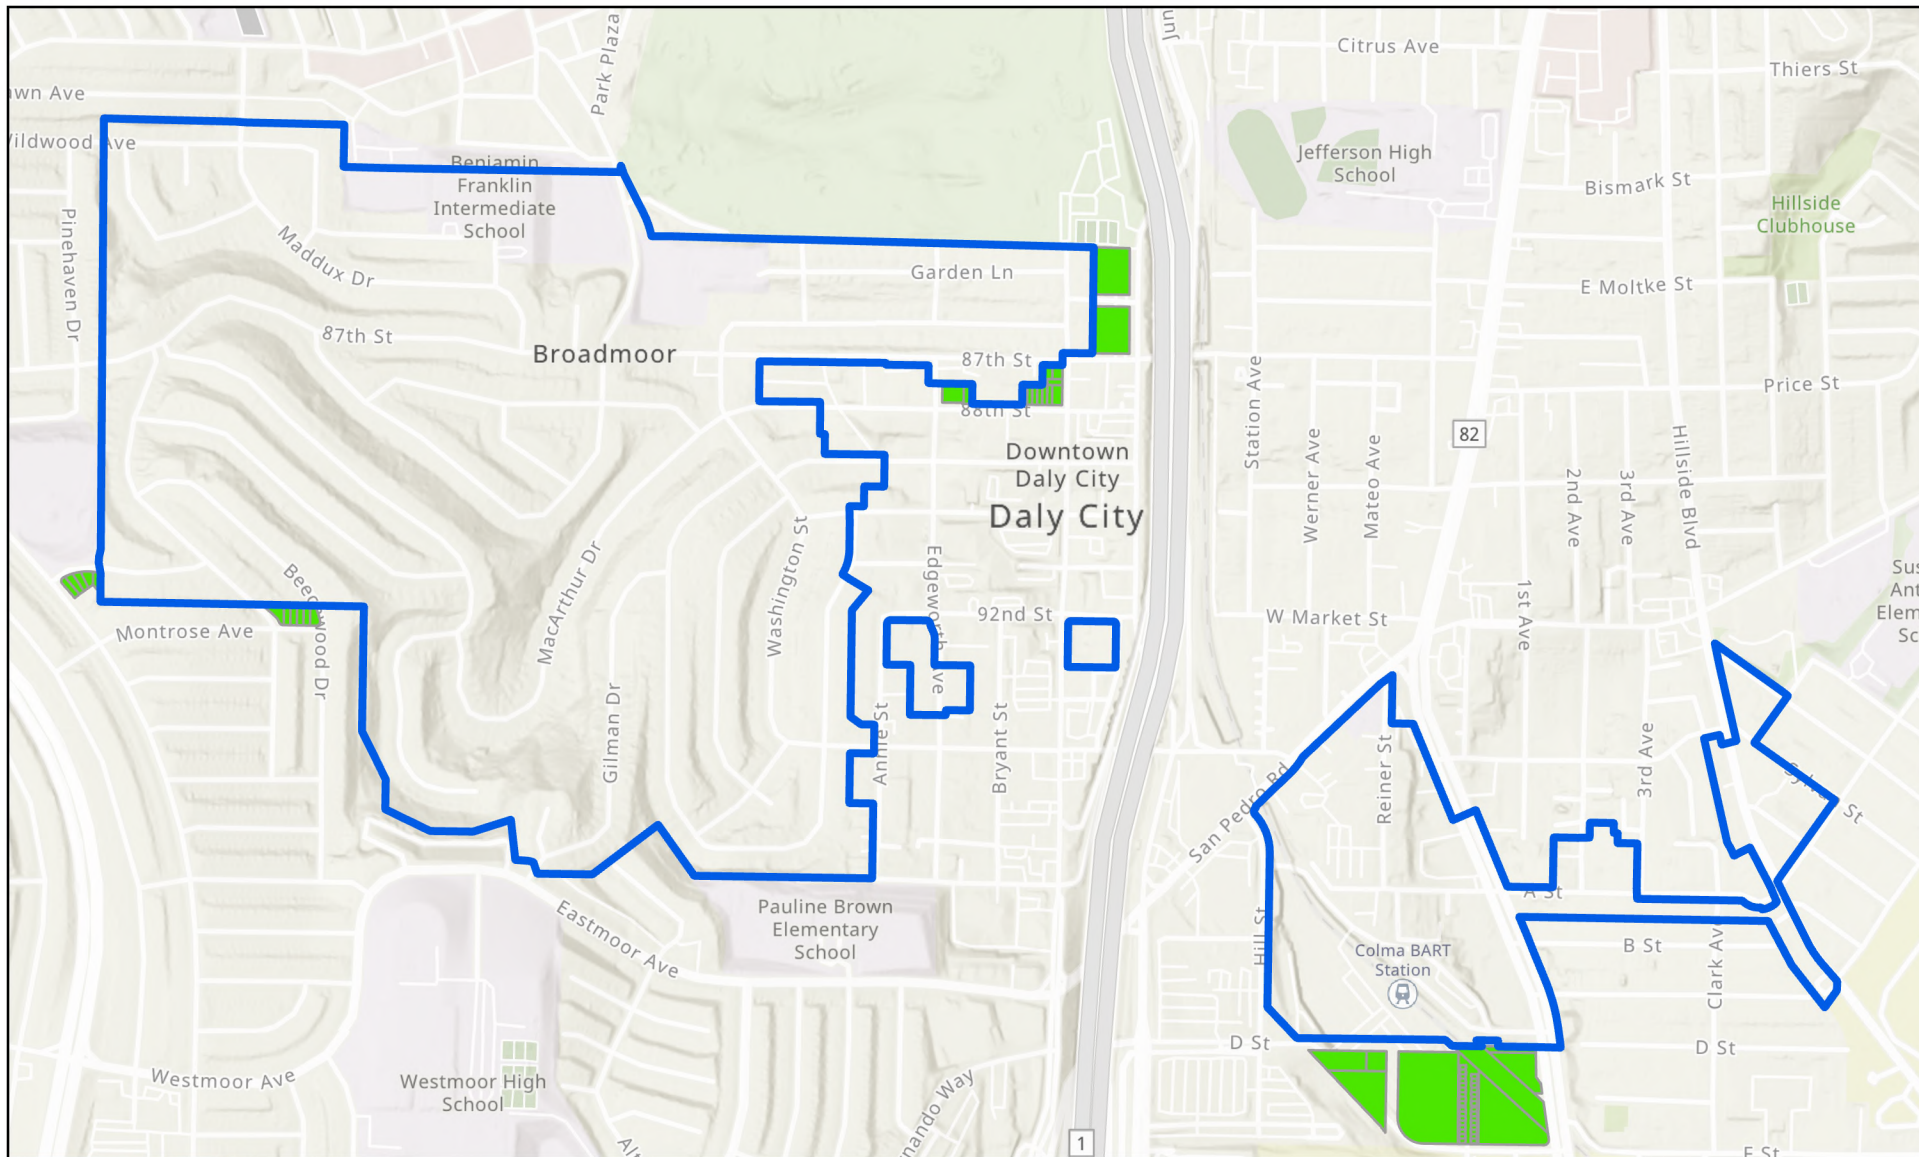 Park Plaza
Citrus Ave
Thiers St
Vildwood Ave
Benjamin
Franklin
Intermediate
School
Jefferson High
School
Bismark St
Hillside
Clubhouse
Pinehaven Dr
Maddux Dr
Garden Ln
E Moltke St
87th St
Broadmoor
87th St
88th St
Price St
Station Ave
Werner Ave
Mateo Ave
82
2nd Ave
3rd Ave
Hillside Blvd
Downtown
Daly City
Daly City
Washington St
MacArthur Dr
Edgeworth Ave
92nd St
W Market St
1st Ave
Montrose Ave
Gilman Dr
Annie St
Bryant St
San Pedro Rd
Reiner St
3rd Ave
A St
Pauline Brown
Elementary
School
Eastmoor Ave
Hill St
Colma BART
Station
B St
Clark Av
D St
D St
Westmoor Ave
Westmoor High
School
1